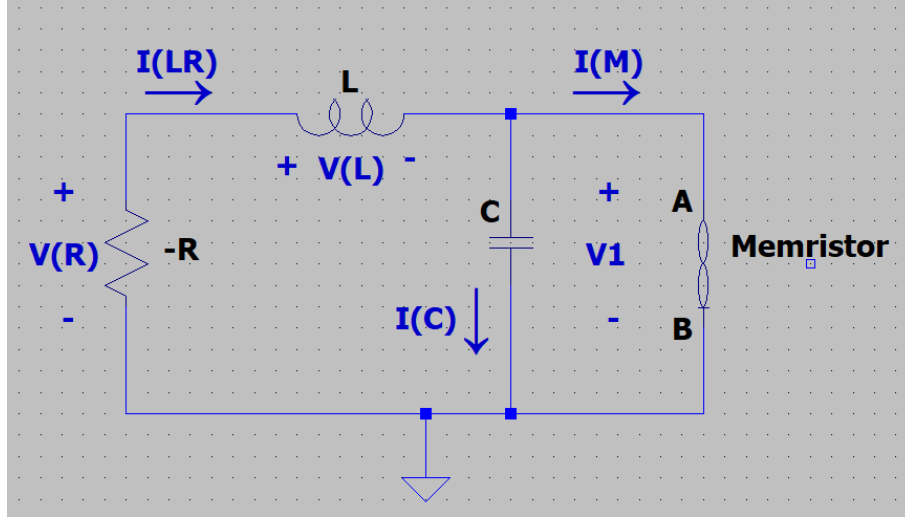 I(LR)
I(M)
L
+ V(L) -
+
+
C
A
V(R)
-R
V1
Memristor
-
I(C)
-
B